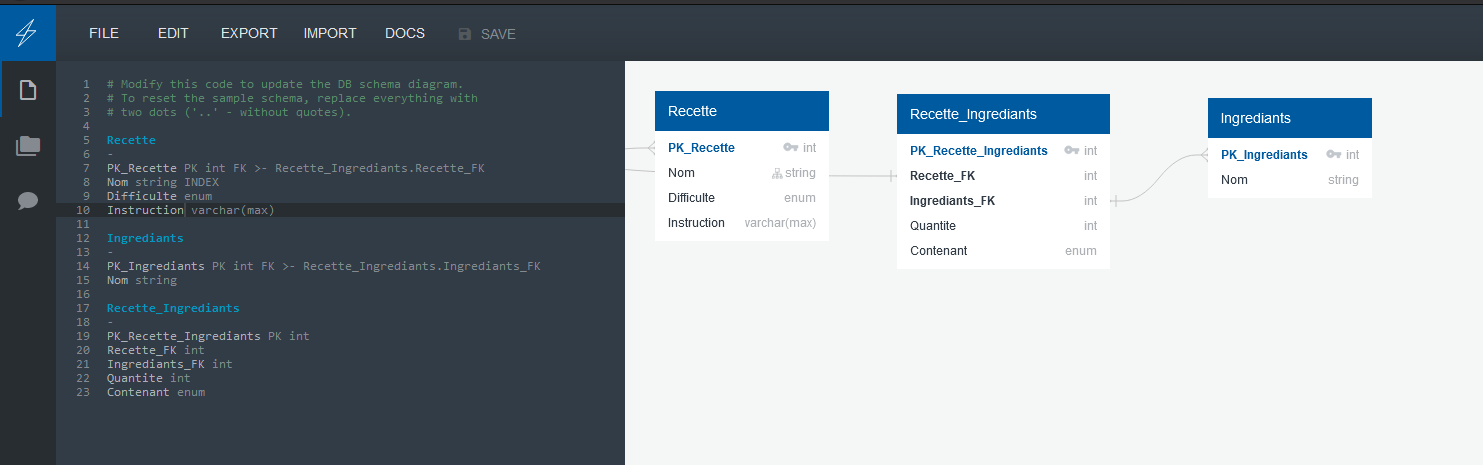 FILE EDIT EXPORT IMPORT DOCS SAVE
1 # Modify this code to update the DB schema diagram.
2 # To reset the sample schema, replace everything with
3 # two dots ('..' - without quotes).
4
5 Recette
6 -
7 PK_Recette PK int FK >- Recette_Ingrediants.Recette_FK
8 Nom string INDEX
9 Difficulte enum
10 Instruction varchar(max)
11
12 Ingrediants
13 -
14 PK_Ingrediants PK int FK >- Recette_Ingrediants.Ingrediants_FK
15 Nom string
16
17 Recette_Ingrediants
18 -
19 PK_Recette_Ingrediants PK int
20 Recette_FK int
21 Ingrediants_FK int
22 Quantite int
23 Contenant enum
Recette
PK_Recette int
Nom string
Difficulte enum
Instruction varchar(max)
Recette_Ingrediants
PK_Recette_Ingrediants int
Recette_FK int
Ingrediants_FK int
Quantite int
Contenant enum
Ingrediants
PK_Ingrediants int
Nom string